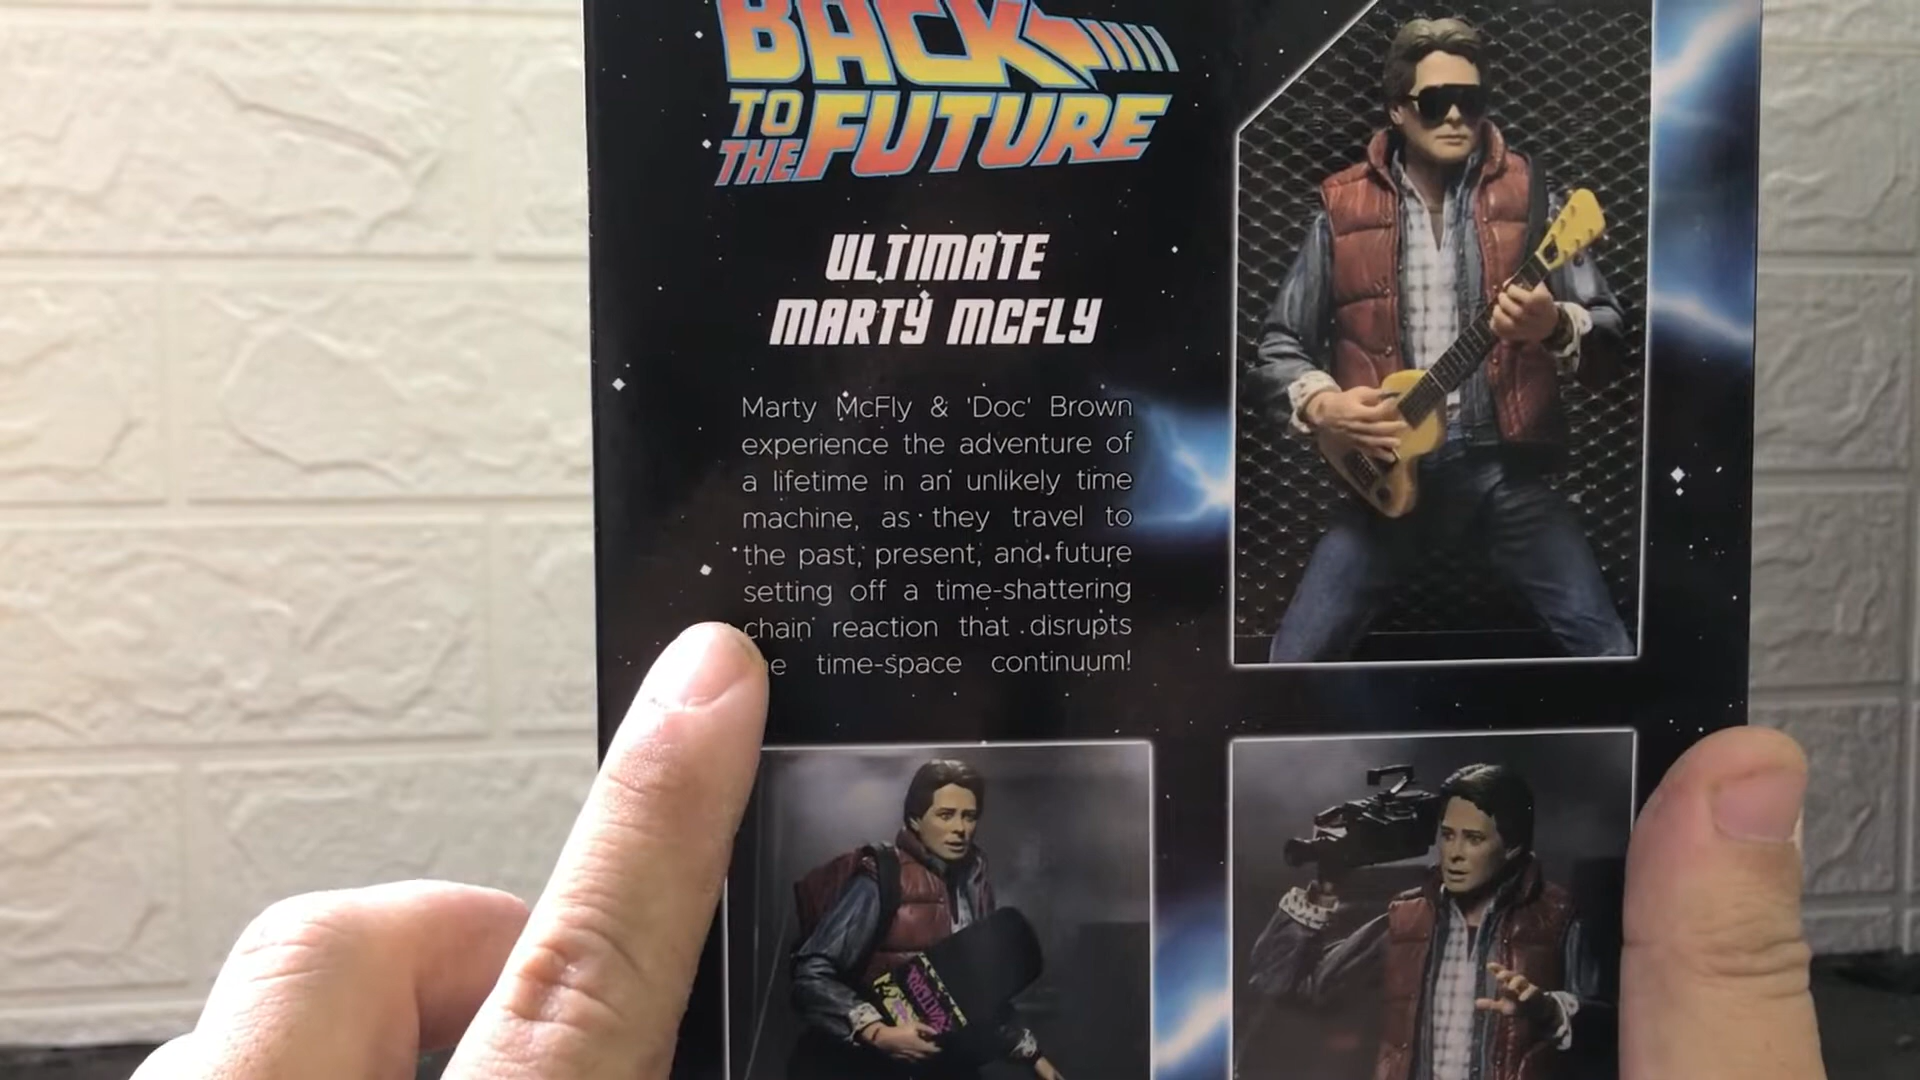 BACK
TO
THE FUTURE
ULTIMATE
MARTY MCFLY
Marty McFly & 'Doc' Brown
experience the adventure of
a lifetime in an unlikely time
machine, as they travel to
the past, present, and future
setting off a time-shattering
chain reaction that disrupts
time-space continuum!